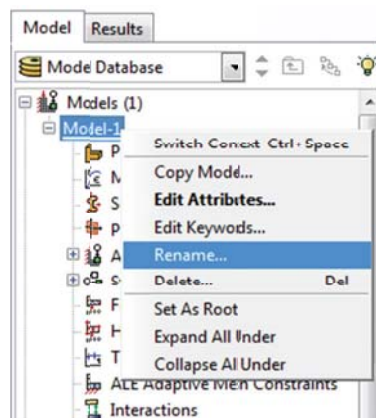 Model Results
Model Database
Models (1)
Model-1
Switch Context Ctrl+Space
Copy Model...
Edit Attributes...
Edit Keywords...
Rename...
Delete... Del
Set As Root
Expand All Under
Collapse All Under
ALE Adaptive Mesh Constraints
Interactions